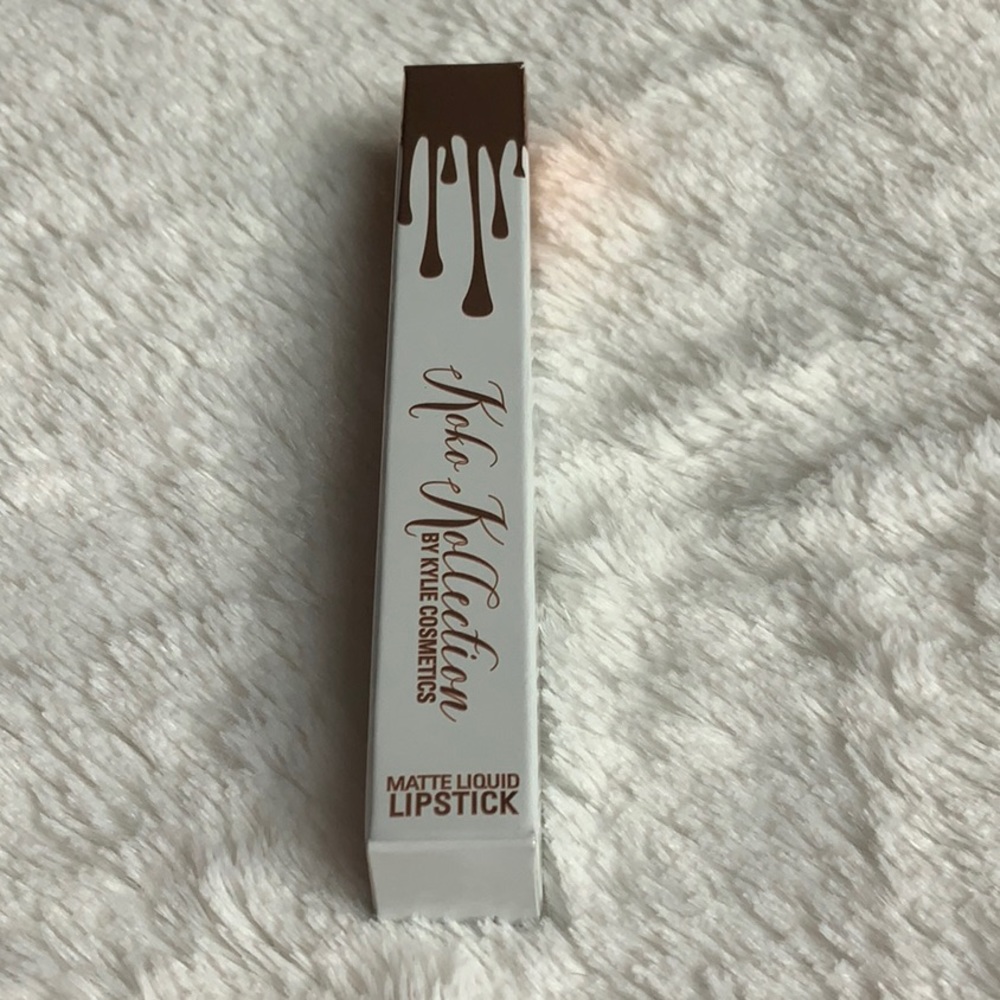 Koko Kollection
BY KYLIE COSMETICS
MATTE LIQUID
LIPSTICK